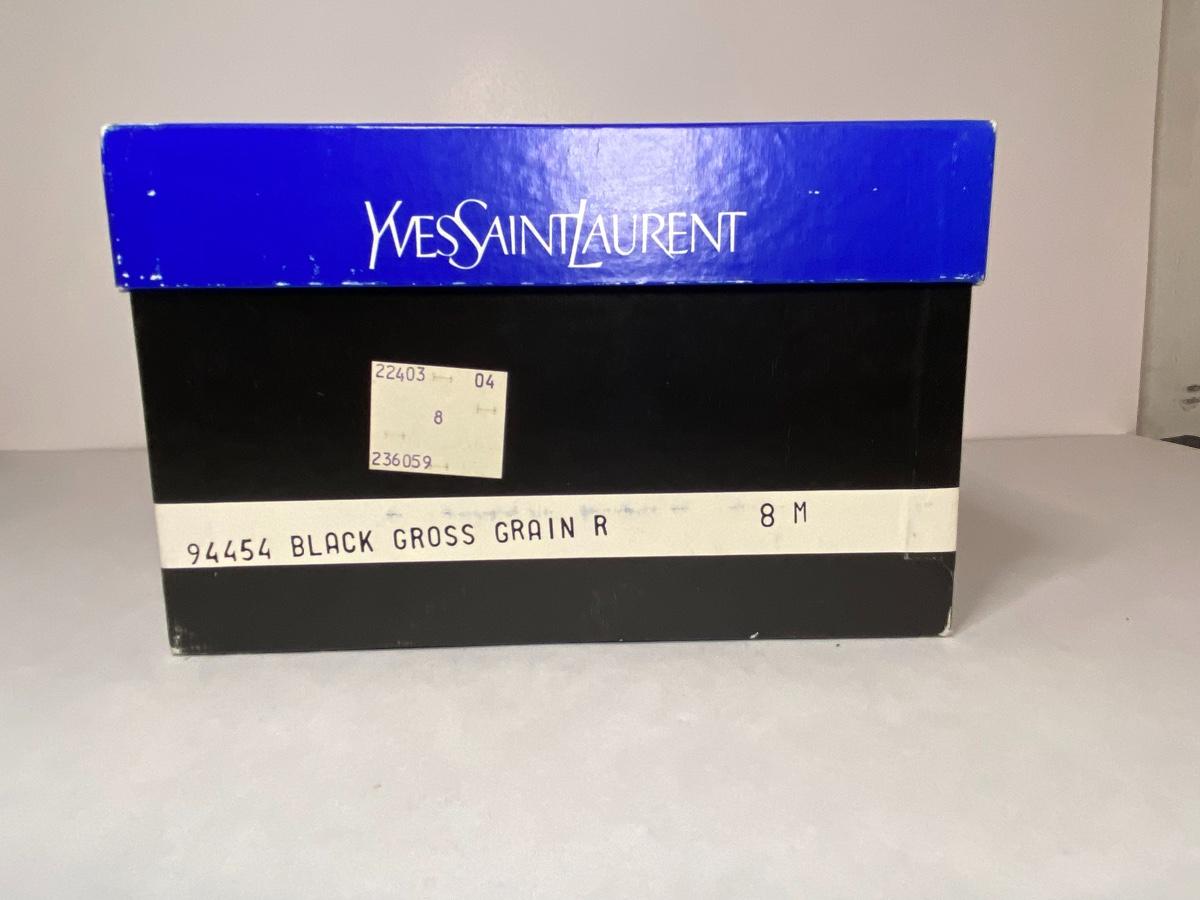 YVESSAINTLAURENT
22403 04
8
236059
94454 BLACK GROSS GRAIN R 8 M